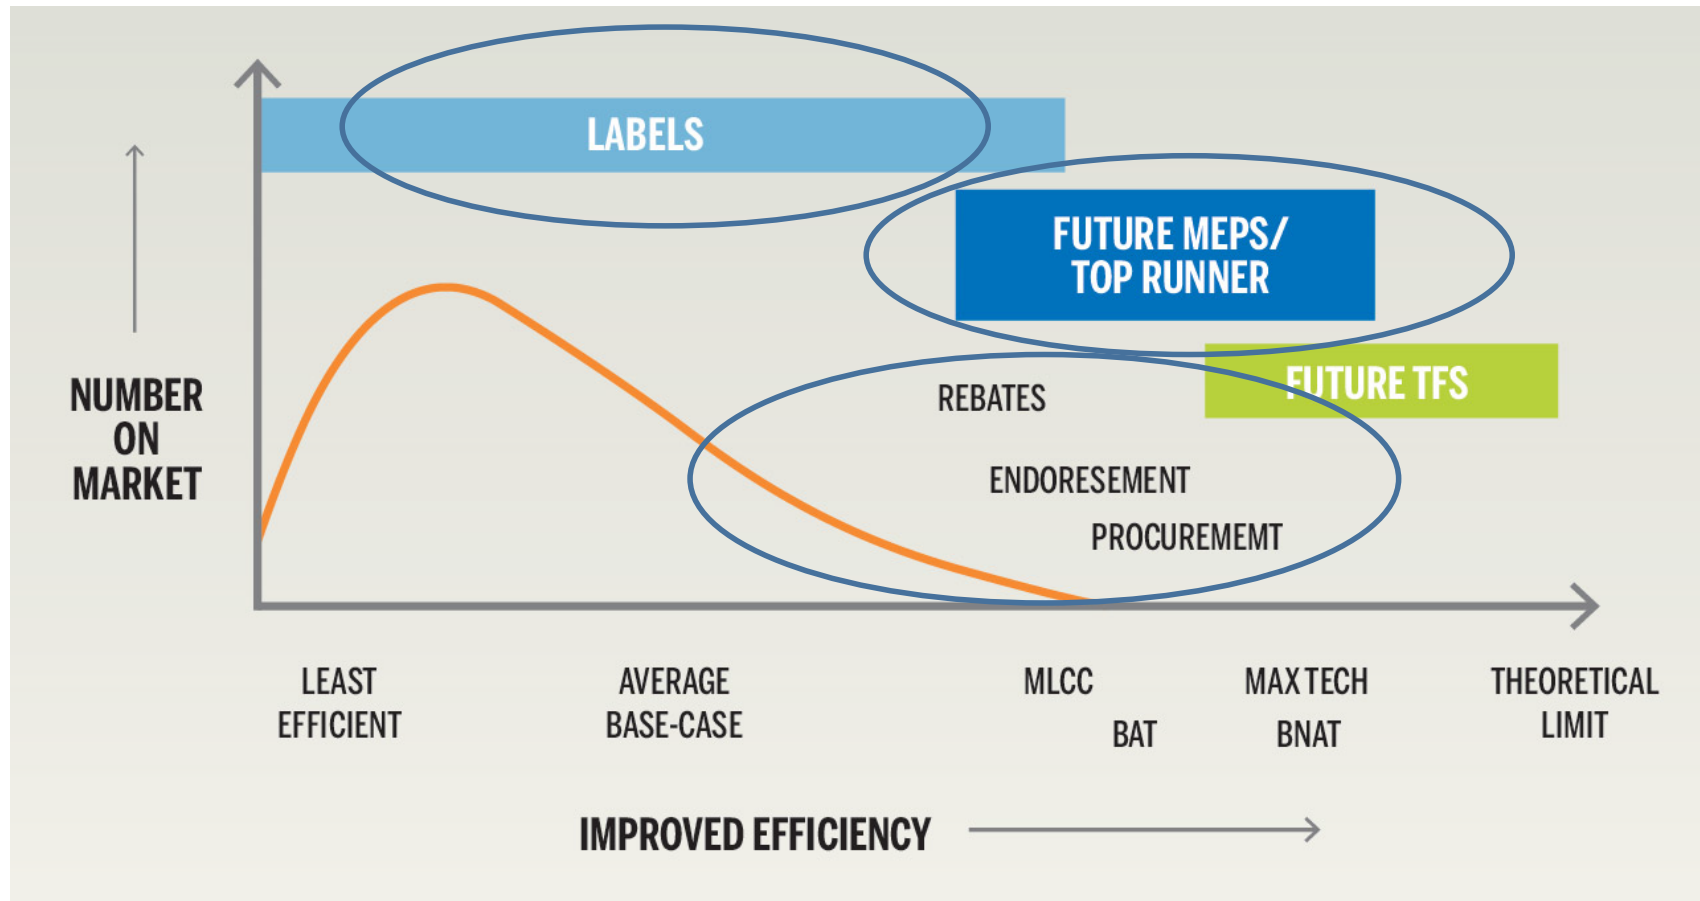 LABELS
FUTURE MEPS/
TOP RUNNER
FUTURE TFS
REBATES
ENDORESEMENT
PROCUREMEMT
NUMBER
ON
MARKET
LEAST
EFFICIENT
AVERAGE
BASE-CASE
MLCC
BAT
MAX TECH
BNAT
THEORETICAL
LIMIT
IMPROVED EFFICIENCY